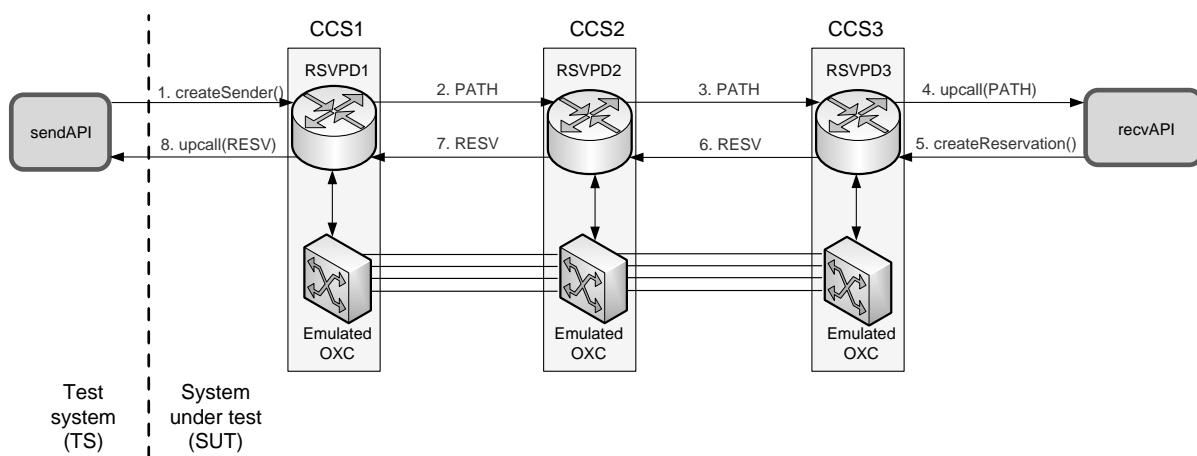 CCS1
CCS2
CCS3
RSVPD1
RSVPD2
RSVPD3
1. createSender()
2. PATH
3. PATH
4. upcall(PATH)
sendAPI
recvAPI
8. upcall(RESV)
7. RESV
6. RESV
5. createReservation()
Emulated
OXC
Emulated
OXC
Emulated
OXC
Test
system
(TS)
System
under test
(SUT)